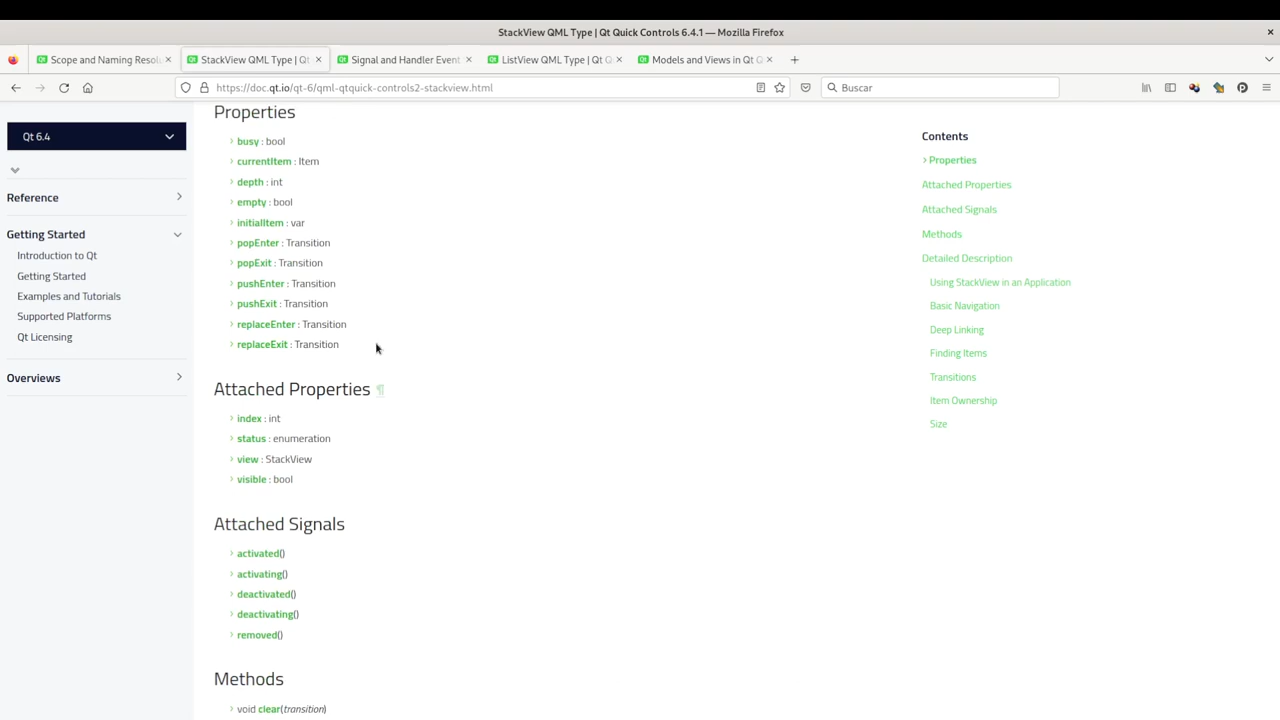 StackView QML Type | Qt Quick Controls 6.4.1 — Mozilla Firefox
Scope and Naming Resol
StackView QML Type | Qt
Signal and Handler Event
ListView QML Type | Qt Q
Models and Views in Qt Q
https://doc.qt.io/qt-6/qml-qtquick-controls2-stackview.html
Buscar
Qt 6.4
Reference
Getting Started
Introduction to Qt
Getting Started
Examples and Tutorials
Supported Platforms
Qt Licensing
Overviews
Properties
busy : bool
currentItem : Item
depth : int
empty : bool
initialItem : var
popEnter : Transition
popExit : Transition
pushEnter : Transition
pushExit : Transition
replaceEnter : Transition
replaceExit : Transition
Attached Properties ¶
index : int
status : enumeration
view : StackView
visible : bool
Attached Signals
activated()
activating()
deactivated()
deactivating()
removed()
Methods
void clear(transition)
Contents
Properties
Attached Properties
Attached Signals
Methods
Detailed Description
Using StackView in an Application
Basic Navigation
Deep Linking
Finding Items
Transitions
Item Ownership
Size